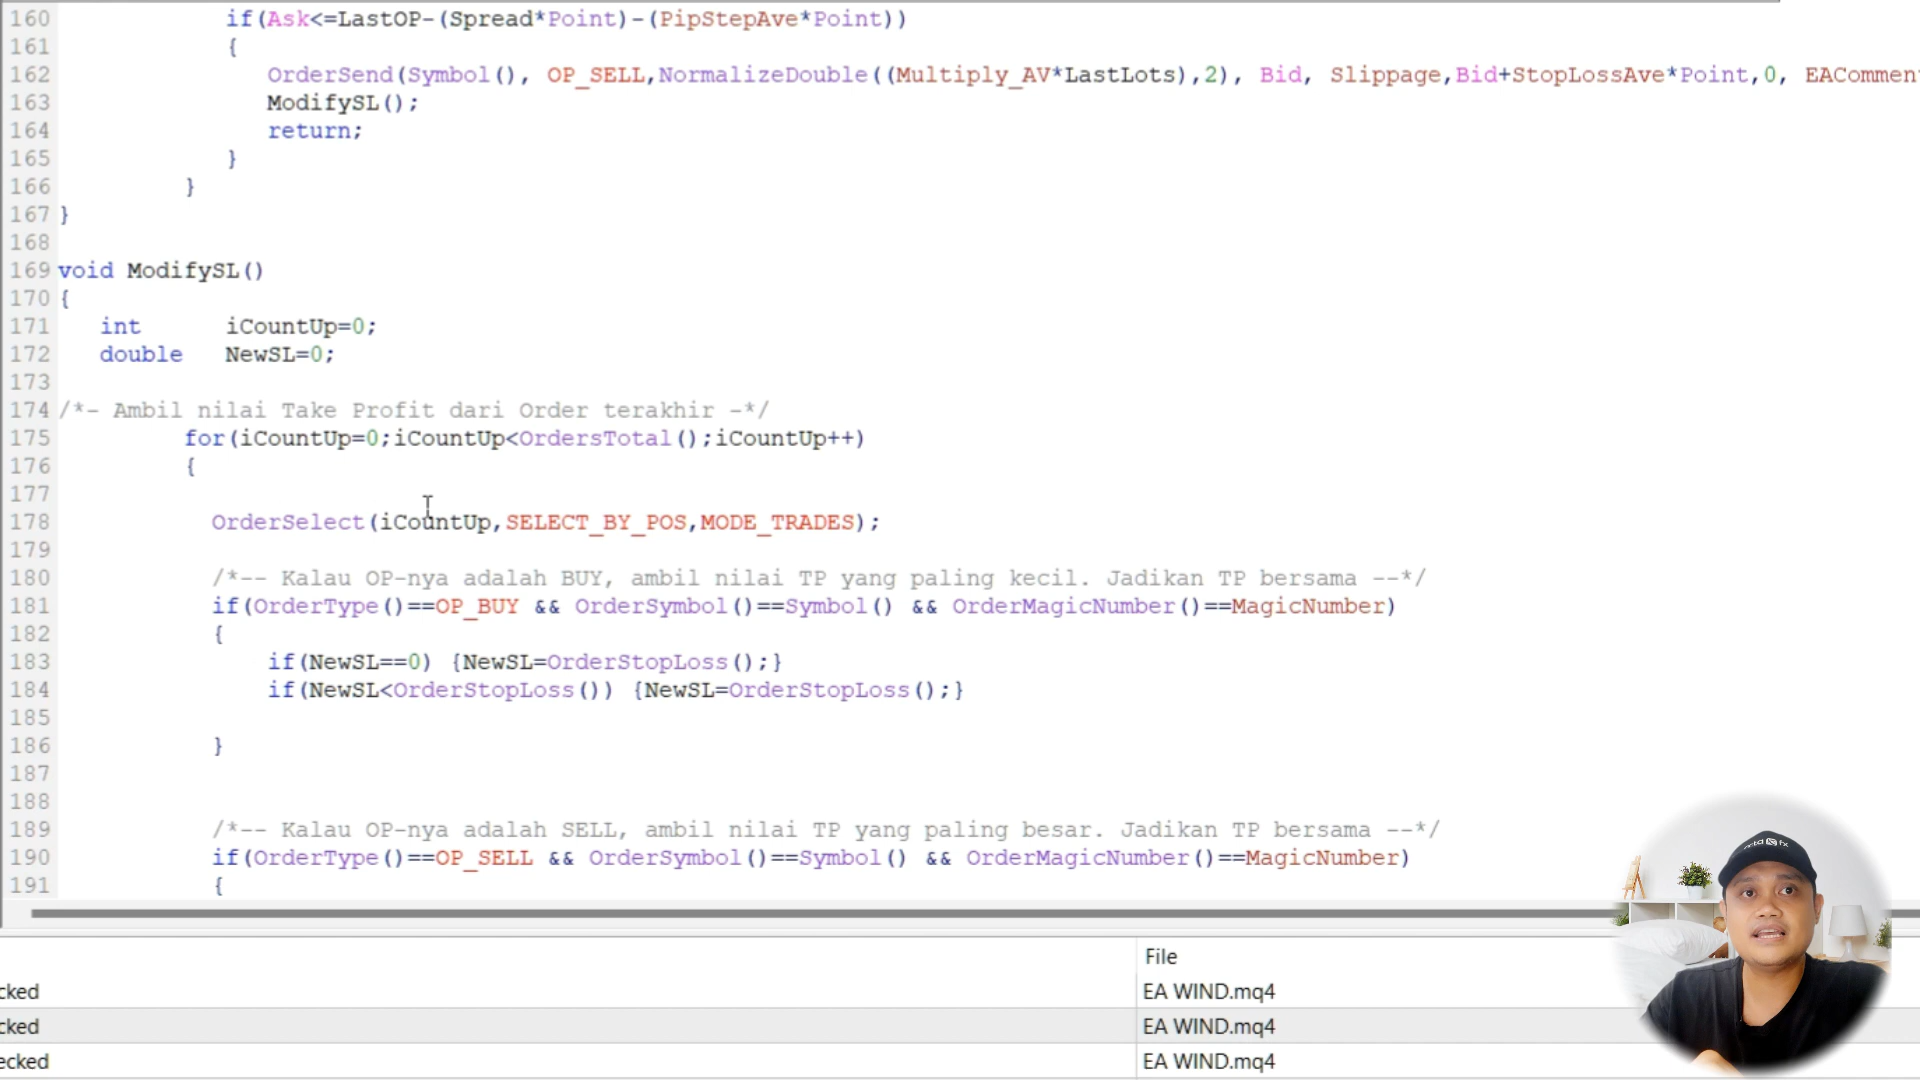 160 if(Ask<=LastOP-(Spread*Point)-(PipStepAve*Point))
161 {
162 OrderSend(Symbol(), OP_SELL,NormalizeDouble((Multiply_AV*LastLots),2), Bid, Slippage,Bid+StopLossAve*Point,0, EAComment
163 ModifySL();
164 return;
165 }
166 }
167 }
168
169 void ModifySL()
170 {
171 int iCountUp=0;
172 double NewSL=0;
173
174 /*- Ambil nilai Take Profit dari Order terakhir -*/
175 for(iCountUp=0;iCountUp<OrdersTotal();iCountUp++)
176 {
177
178 OrderSelect(iCountUp,SELECT_BY_POS,MODE_TRADES);
179
180 /*-- Kalau OP-nya adalah BUY, ambil nilai TP yang paling kecil. Jadikan TP bersama --*/
181 if(OrderType()==OP_BUY && OrderSymbol()==Symbol() && OrderMagicNumber()==MagicNumber)
182 {
183 if(NewSL==0) {NewSL=OrderStopLoss();}
184 if(NewSL<OrderStopLoss()) {NewSL=OrderStopLoss();}
185
186 }
187
188
189 /*-- Kalau OP-nya adalah SELL, ambil nilai TP yang paling besar. Jadikan TP bersama --*/
190 if(OrderType()==OP_SELL && OrderSymbol()==Symbol() && OrderMagicNumber()==MagicNumber)
191 {
File
cked EA WIND.mq4
cked EA WIND.mq4
ecked EA WIND.mq4